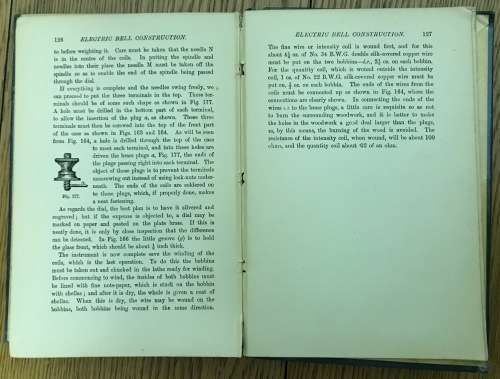 126 ELECTRIC BELL CONSTRUCTION.
to before weighting it. Care must be taken that the needle N
is in the centre of the coils. In putting the spindle and
needles into their place the needle M must be taken off the
spindle so as to enable the end of the spindle being passed
through the dial.
If everything is complete and the needles swing freely, we
can proceed to put the three terminals in the top. These ter-
minals should be of some such shape as shown in Fig. 177.
A hole must be drilled in the bottom part of each terminal,
to allow the insertion of the plug a, as shown. These three
terminals must then be screwed into the top of the front part
of the case as shown in Figs. 163 and 164. As will be seen
from Fig. 164, a hole is drilled through the top of the case
to meet each terminal, and into these holes are
driven the brass plugs a, Fig. 177, the ends of
the plugs passing right into each terminal. The
object of these plugs is to prevent the terminals
unscrewing out instead of using lock-nuts under-
neath. The ends of the coils are soldered on
to these plugs, which, if properly done, makes
a neat fastening.
Fig. 177.
As regards the dial, the best plan is to have it silvered and
engraved; but if the expense is objected to, a dial may be
marked on paper and pasted on the plate brass. If this is
neatly done, it is only by close inspection that the difference
can be detected. In Fig. 166 the little groove (g) is to hold
the glass front, which should be about ⅛ inch thick.
The instrument is now complete save the winding of the
coils, which is the last operation. To do this the bobbins
must be taken out and chucked in the lathe ready for winding.
Before commencing to wind, the insides of both bobbins must
be lined with fine note-paper, which is stuck on the bobbin
with shellac; and after it is dry, the whole is given a coat of
shellac. When this is dry, the wire may be wound on the
bobbins, both bobbins being wound in the same direction.
ELECTRIC BELL CONSTRUCTION. 127
The fine wire or intensity coil is wound first, and for this
about 6½ oz. of No. 34 B.W.G. double silk-covered copper wire
must be put on the two bobbins—i.e., 3¼ oz. on each bobbin.
For the quantity coil, which is wound outside the intensity
coil, 1 oz. of No. 22 B.W.G. silk-covered copper wire must be
put on, ½ oz. on each bobbin. The ends of the wires from the
coils must be connected up as shown in Fig. 164, when the
connections are clearly shown. In connecting the ends of the
wires to the brass plugs, a little care is requisite so as not
to burn the surrounding woodwork, and it is better to make
the holes in the woodwork a good deal larger than the plugs,
as, by this means, the burning of the wood is avoided. The
resistance of the intensity coil, when wound, will be about 100
ohms, and the quantity coil about ·62 of an ohm.